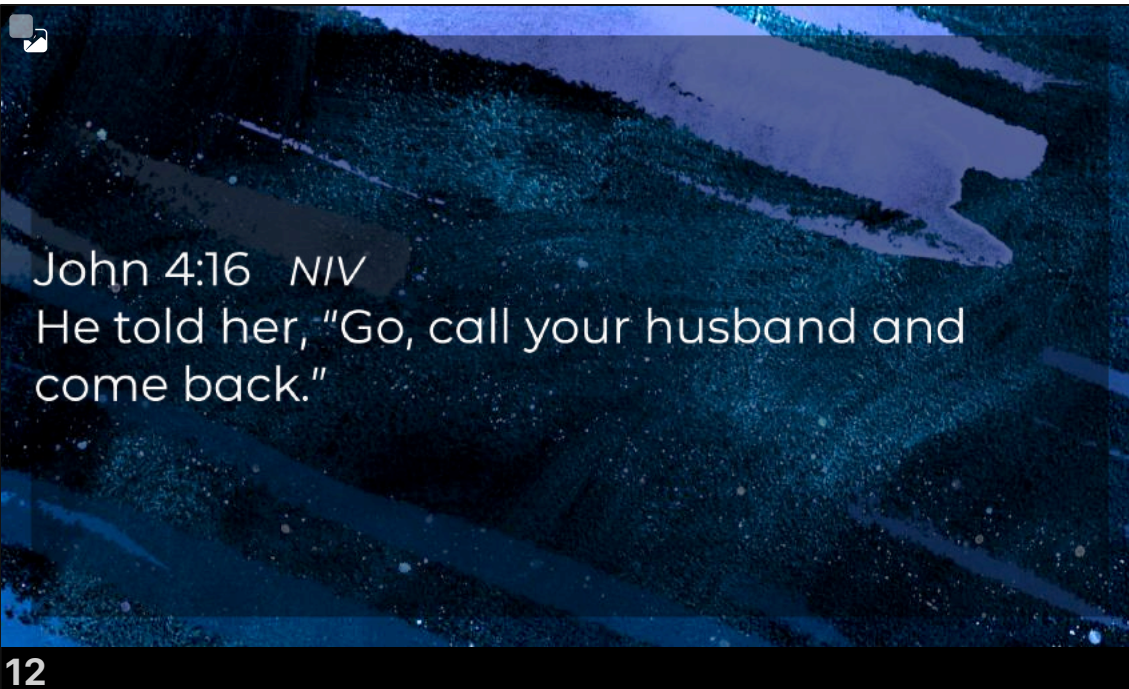 John 4:16 NIV
He told her, “Go, call your husband and
come back.”
12